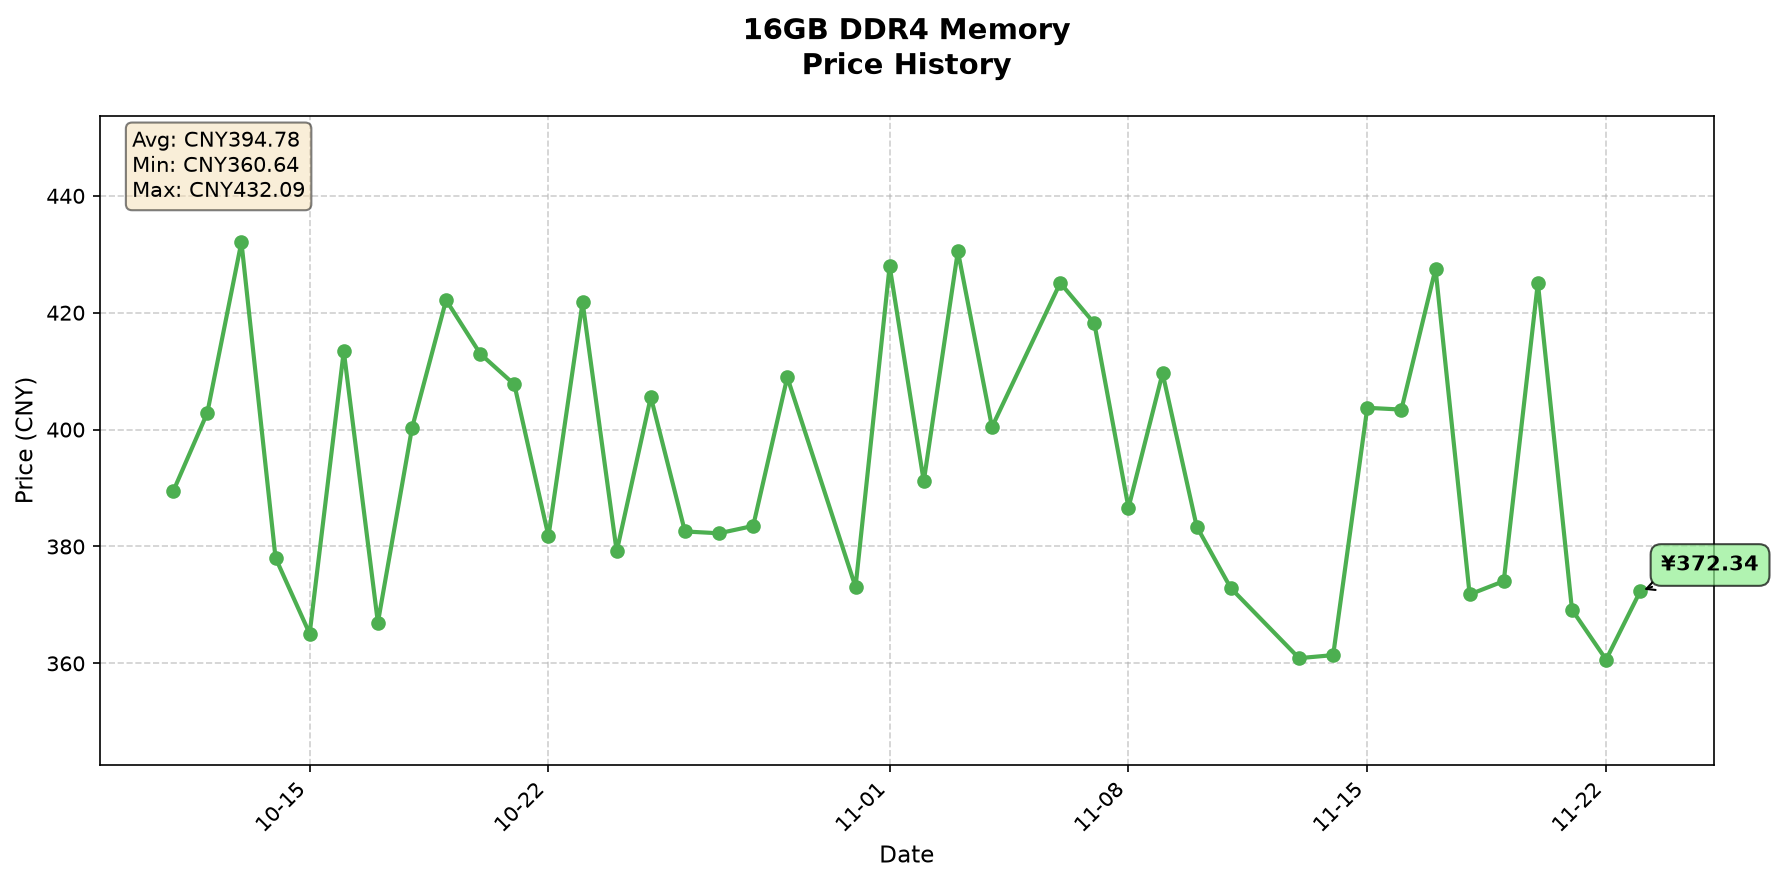 16GB DDR4 Memory
Price History
Avg: CNY394.78
Min: CNY360.64
Max: CNY432.09
440
420
400
380
360
Price (CNY)
¥372.34
10-15
10-22
11-01
11-08
11-15
11-22
Date